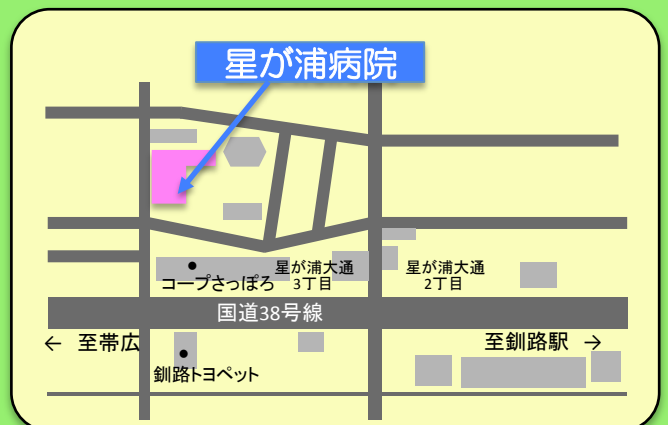 星が浦病院
コープさっぽろ
星が浦大通
3丁目
星が浦大通
2丁目
国道38号線
← 至帯広
至釧路駅 →
釧路トヨペット